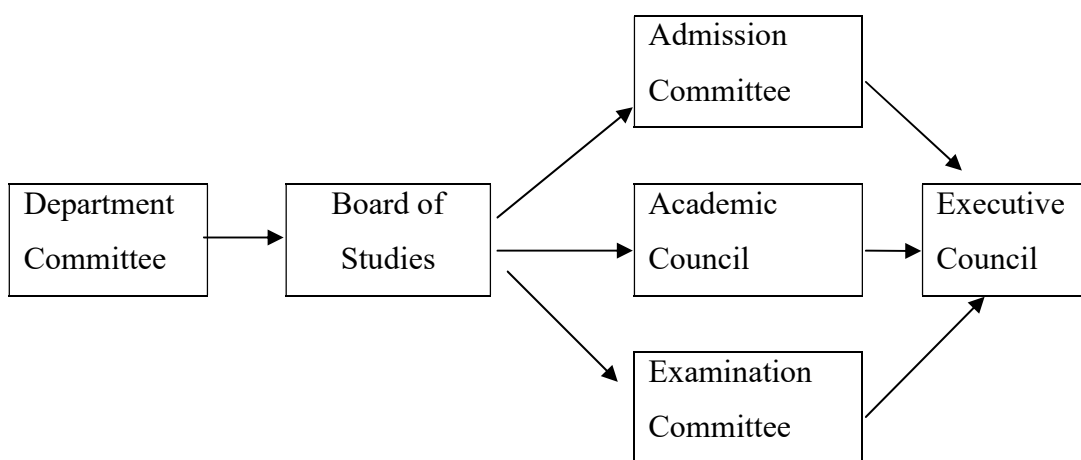 Department
Committee
Board of
Studies
Admission
Committee
Academic
Council
Examination
Committee
Executive
Council